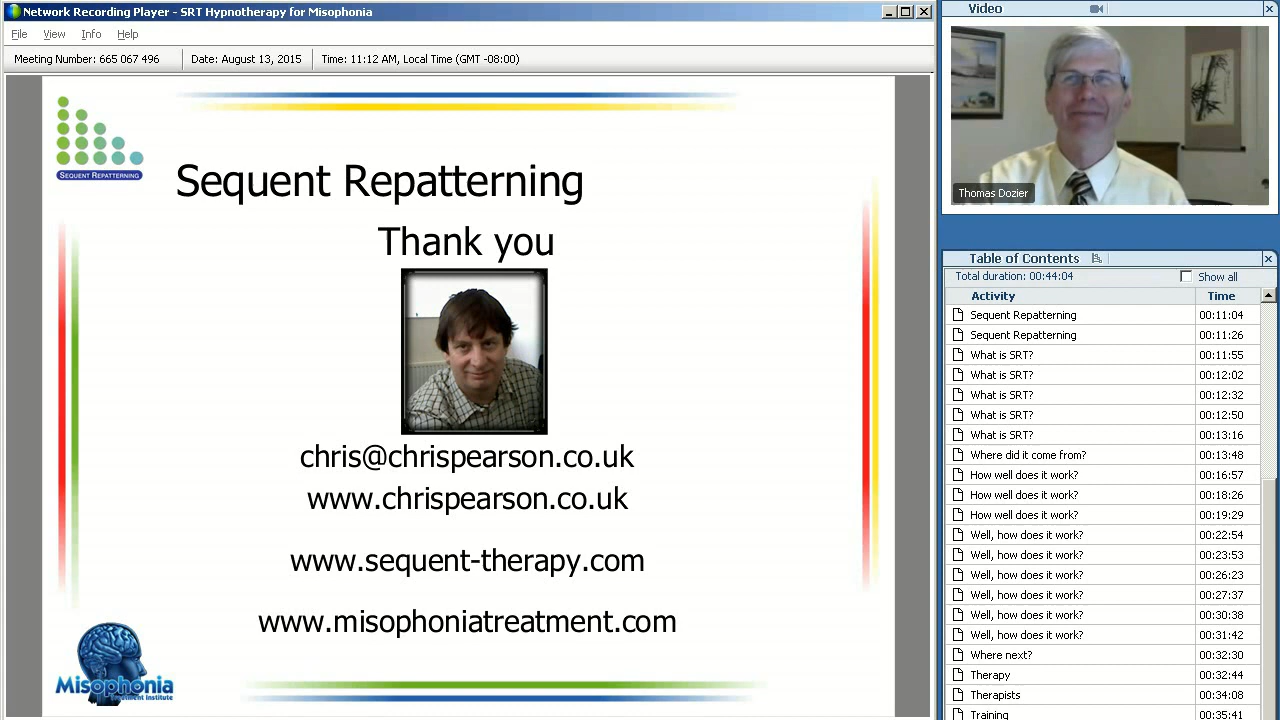 Network Recording Player - SRT Hypnotherapy for Misophonia
File View Info Help
Meeting Number: 665 067 496 Date: August 13, 2015 Time: 11:12 AM, Local Time (GMT -08:00)
SEQUENT REPATTERNING
Sequent Repatterning
Thank you
chris@chrispearson.co.uk
www.chrispearson.co.uk
www.sequent-therapy.com
www.misophoniatreatment.com
Misophonia
Treatment Institute
Video
Thomas Dozier
Table of Contents
Total duration: 00:44:04 Show all
Activity Time
Sequent Repatterning 00:11:04
Sequent Repatterning 00:11:26
What is SRT? 00:11:55
What is SRT? 00:12:02
What is SRT? 00:12:32
What is SRT? 00:12:50
What is SRT? 00:13:16
Where did it come from? 00:13:48
How well does it work? 00:16:57
How well does it work? 00:18:26
How well does it work? 00:19:29
Well, how does it work? 00:22:54
Well, how does it work? 00:23:53
Well, how does it work? 00:26:23
Well, how does it work? 00:27:37
Well, how does it work? 00:30:38
Well, how does it work? 00:31:42
Where next? 00:32:30
Therapy 00:32:44
Therapists 00:34:08
Training 00:35:41